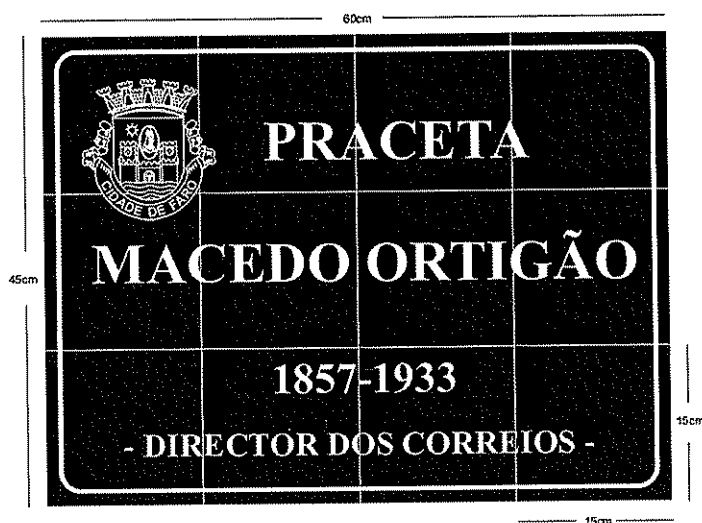 60cm
PRACETA
CIDADE DE FARO
MACEDO ORTIGÃO
45cm
1857-1933
15cm
- DIRECTOR DOS CORREIOS -
15cm